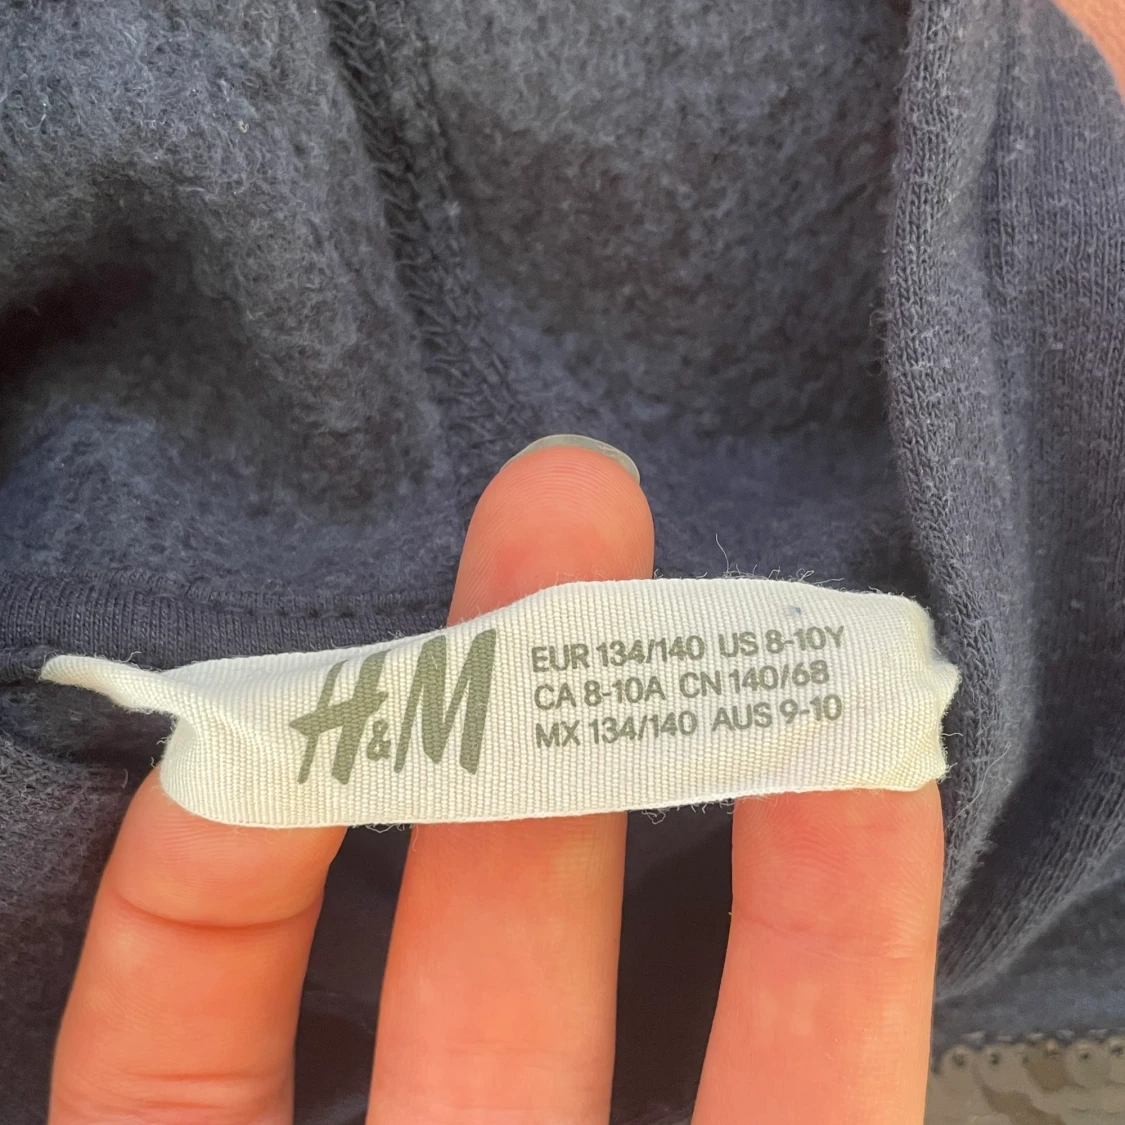 H&M
EUR 134/140 US 8-10Y
CA 8-10A CN 140/68
MX 134/140 AUS 9-10